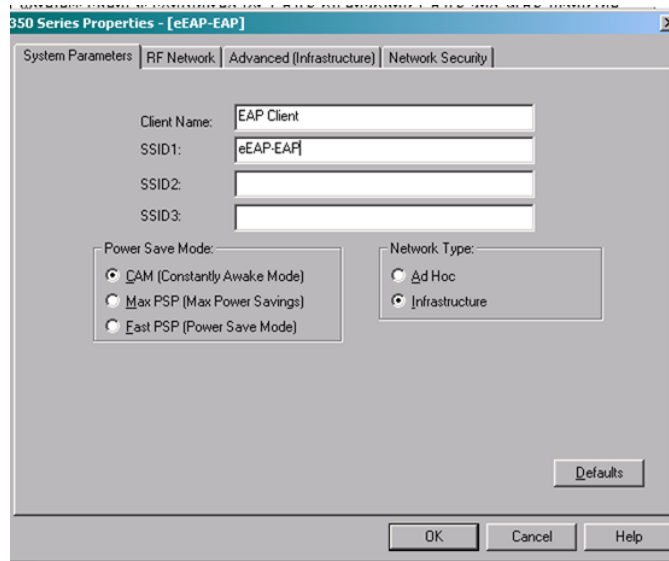 350 Series Properties - [eEAP-EAP]
System Parameters RF Network Advanced (Infrastructure) Network Security
Client Name: EAP Client
SSID1: eEAP-EAP
SSID2:
SSID3:
Power Save Mode: Network Type:
CAM (Constantly Awake Mode) Ad Hoc
Max PSP (Max Power Savings) Infrastructure
Fast PSP (Power Save Mode)
Defaults
OK Cancel Help